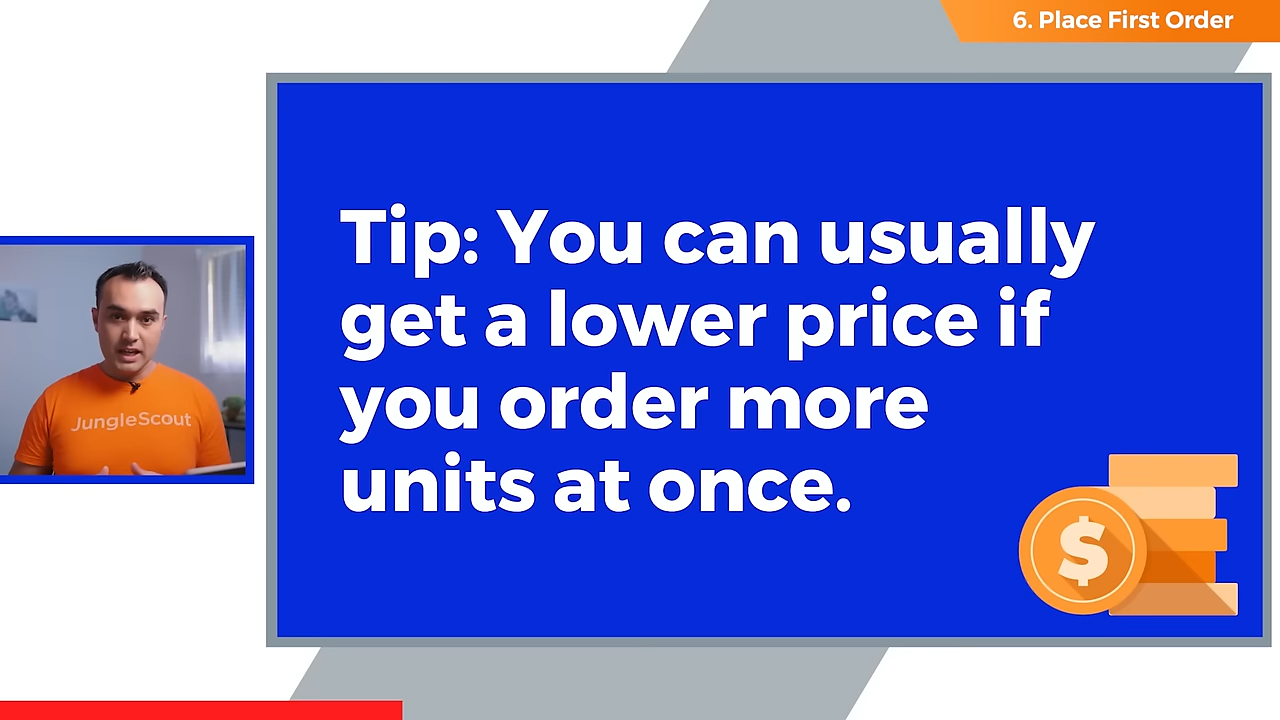 6. Place First Order
Tip: You can usually
get a lower price if
you order more
units at once.
JungleScout
$